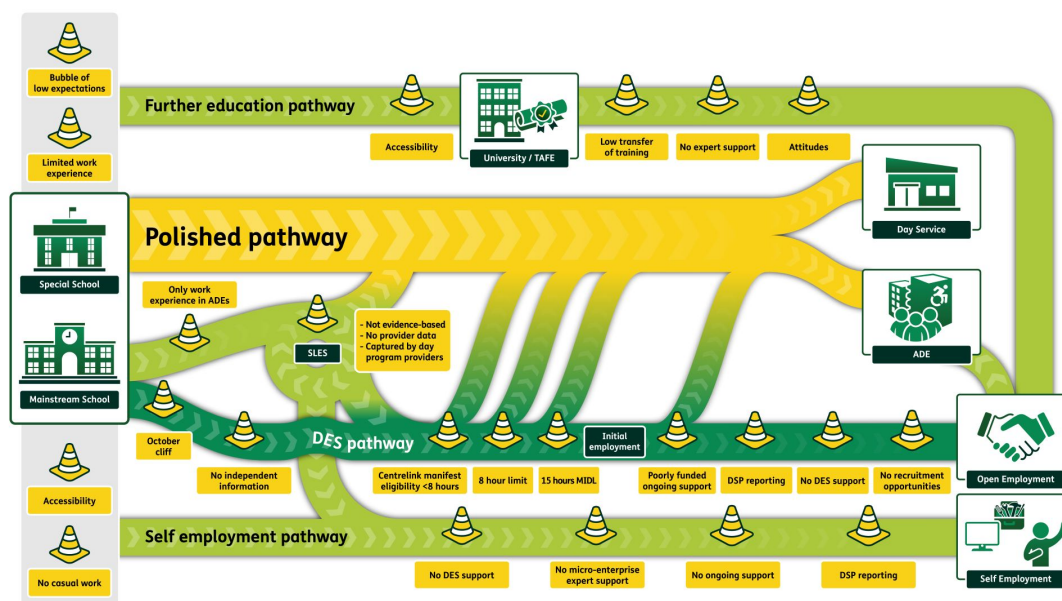 Bubble of
low expectations
Limited work
experience
Further education pathway
Accessibility
University / TAFE
Low transfer
of training
No expert support
Attitudes
Special School
Mainstream School
Polished pathway
Day Service
ADE
Only work
experience in ADEs
SLES
- Not evidence-based
- No provider data
- Captured by day
program providers
October
cliff
No independent
information
DES pathway
Centrelink manifest
eligibility <8 hours
8 hour limit
15 hours MIDL
Initial
employment
Poorly funded
ongoing support
DSP reporting
No DES support
No recruitment
opportunities
Open Employment
Accessibility
No casual work
Self employment pathway
No DES support
No micro-enterprise
expert support
No ongoing support
DSP reporting
Self Employment